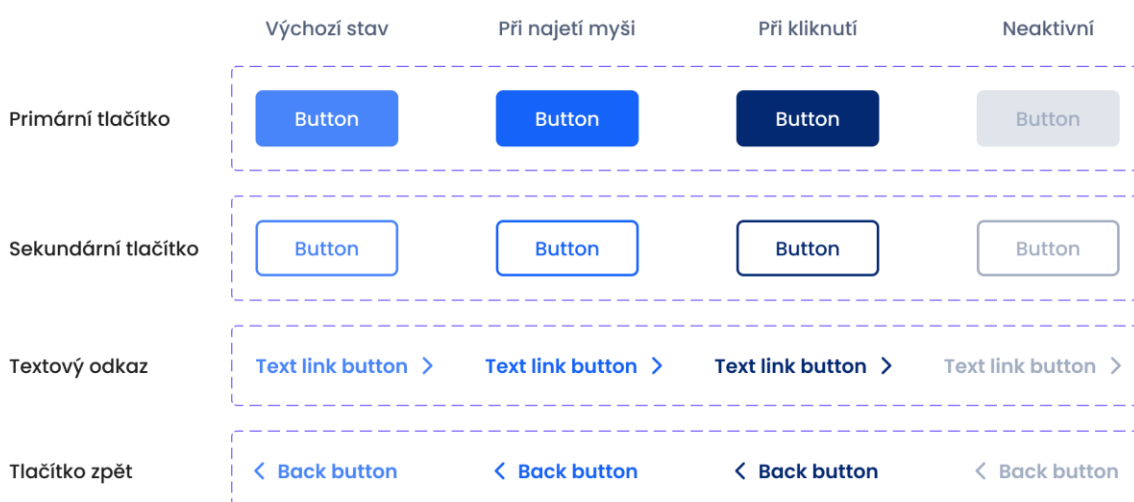 Výchozí stav Při najetí myši Při kliknutí Neaktivní
Primární tlačítko Button Button Button Button
Sekundární tlačítko Button Button Button Button
Textový odkaz Text link button Text link button Text link button Text link button
Tlačítko zpět Back button Back button Back button Back button